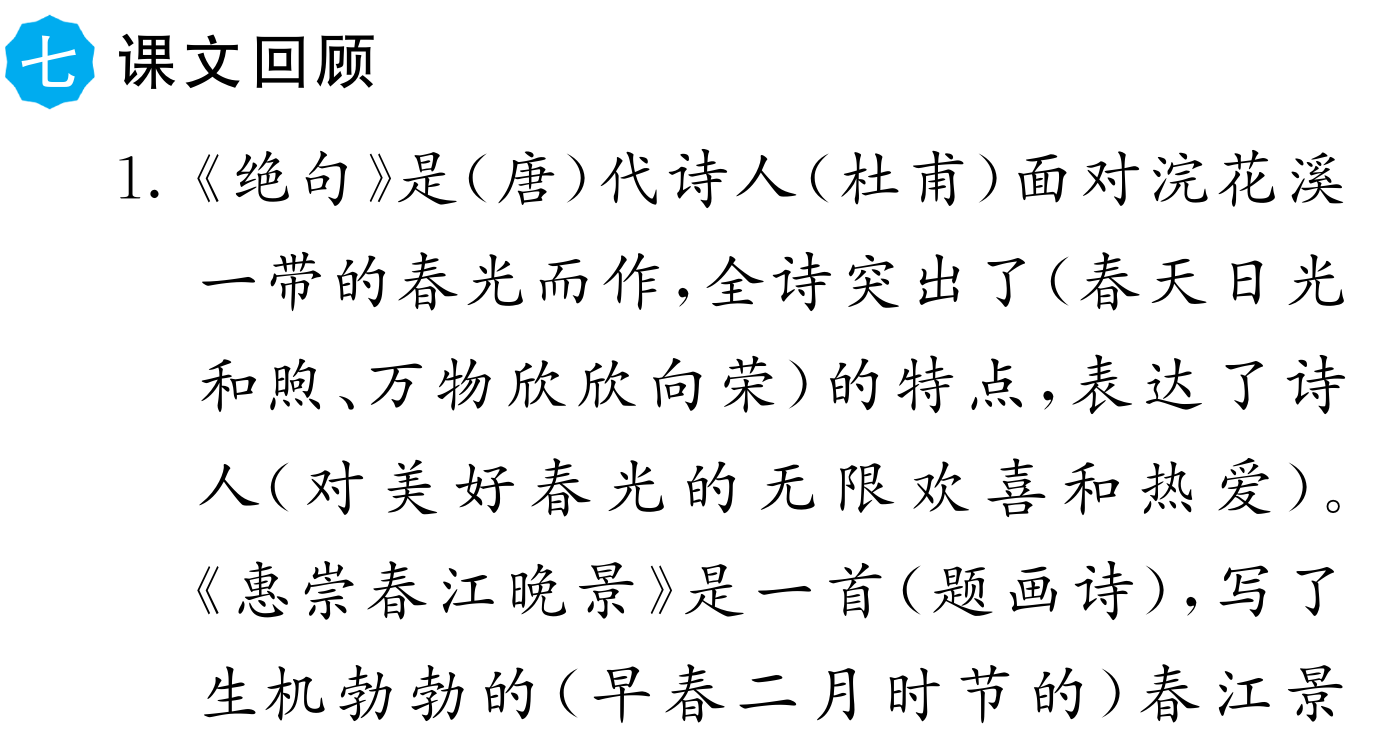 七 课文回顾
1.《绝句》是(唐)代诗人(杜甫)面对浣花溪
一带的春光而作,全诗突出了(春天日光
和煦、万物欣欣向荣)的特点,表达了诗
人(对美好春光的无限欢喜和热爱)。
《惠崇春江晚景》是一首(题画诗),写了
生机勃勃的(早春二月时节的)春江景